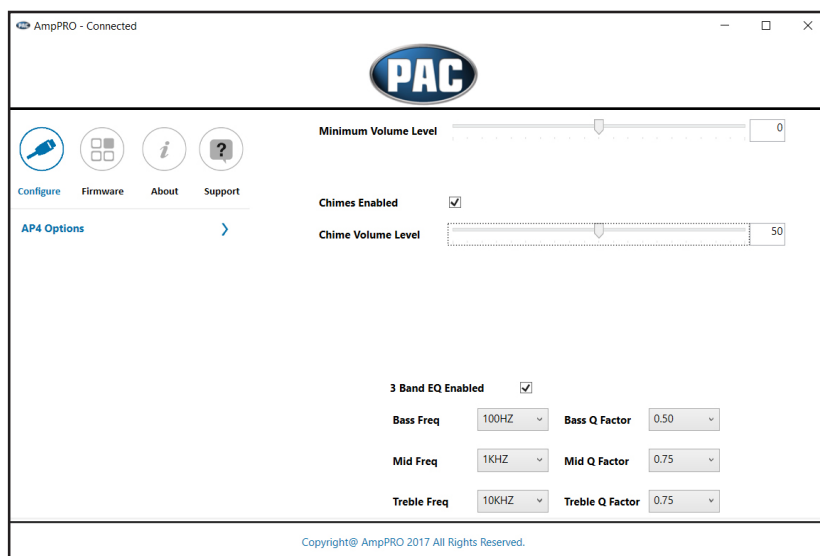 AmpPRO - Connected
PAC
Configure Firmware About Support
AP4 Options
Minimum Volume Level 0
Chimes Enabled
Chime Volume Level 50
3 Band EQ Enabled
Bass Freq 100HZ Bass Q Factor 0.50
Mid Freq 1KHZ Mid Q Factor 0.75
Treble Freq 10KHZ Treble Q Factor 0.75
Copyright@ AmpPRO 2017 All Rights Reserved.